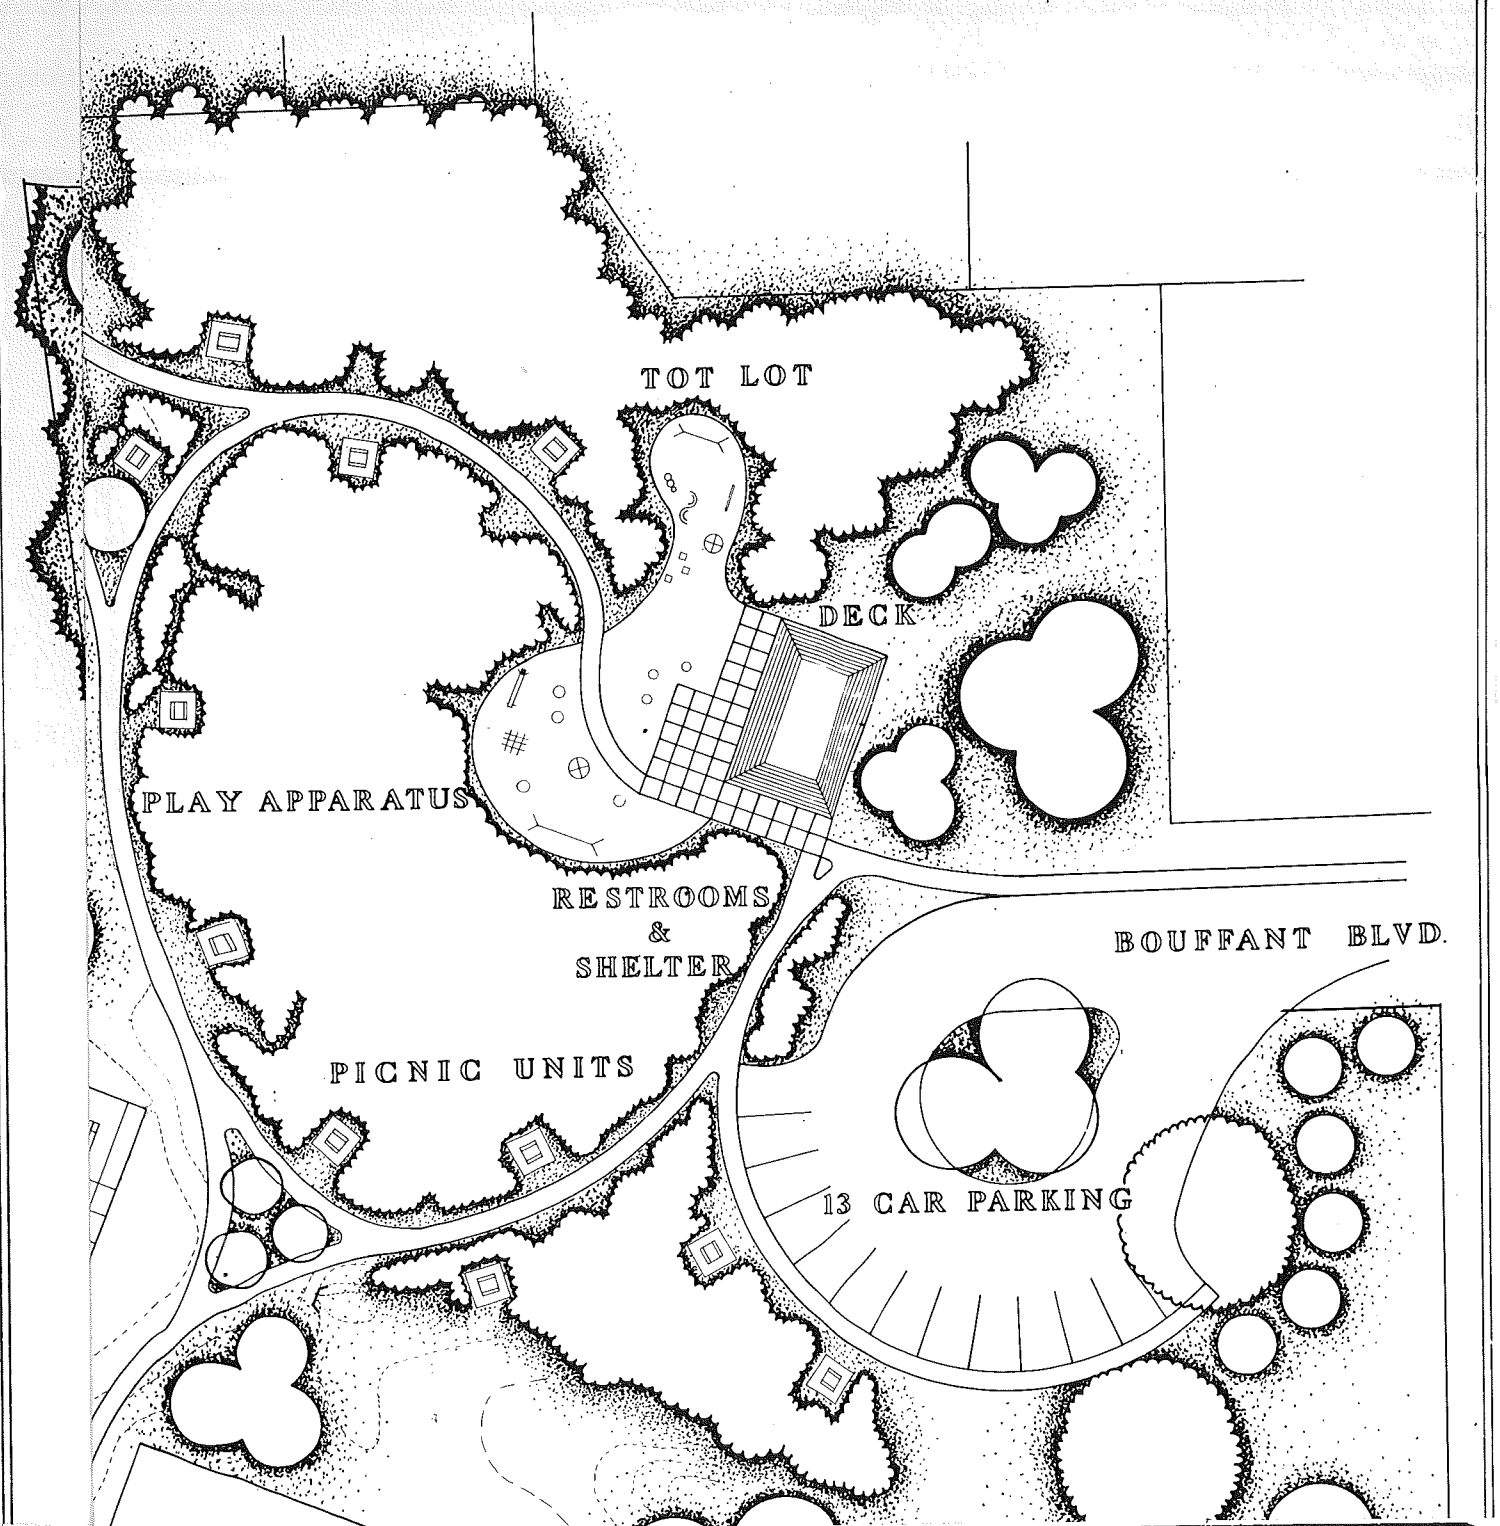 TOT LOT
DECK
PLAY APPARATUS
RESTROOMS
&
SHELTER
BOUFFANT BLVD.
PICNIC UNITS
13 CAR PARKING